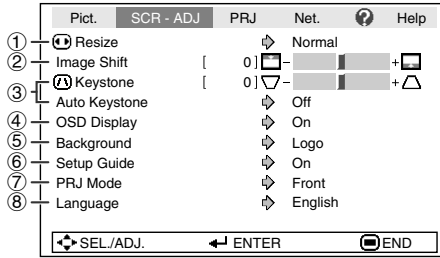 Pict. SCR - ADJ PRJ Net. ? Help
① Resize Normal
② Image Shift [ 0 ] - +
③ Keystone [ 0 ] - +
Auto Keystone Off
④ OSD Display On
⑤ Background Logo
⑥ Setup Guide On
⑦ PRJ Mode Front
⑧ Language English
SEL./ADJ. ENTER END